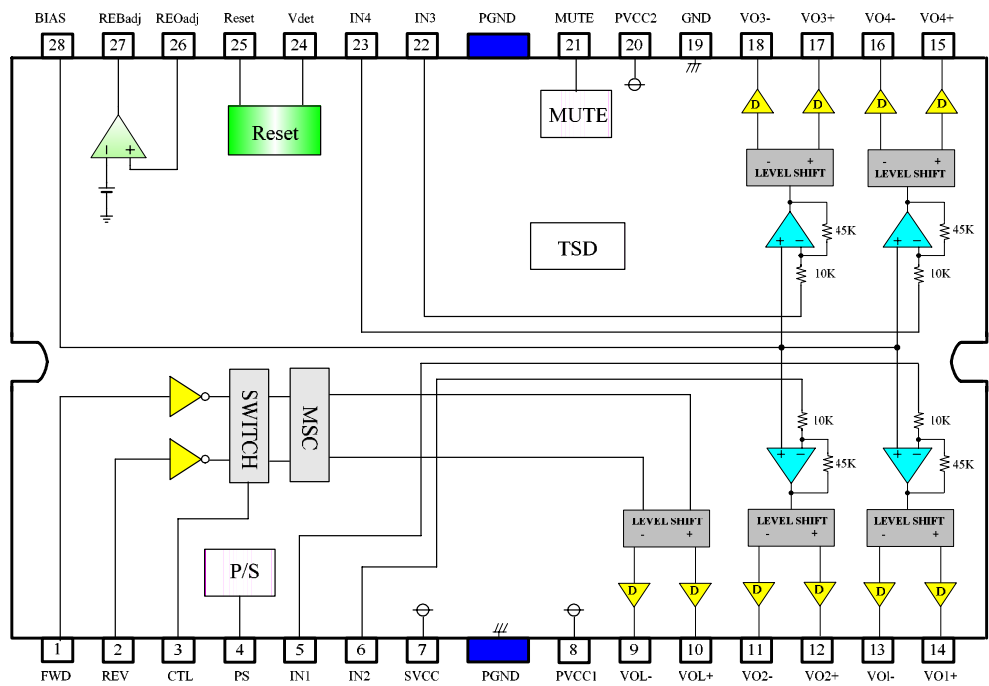 BIAS REBadj REOadj Reset Vdet IN4 IN3 PGND MUTE PVCC2 GND VO3- VO3+ VO4- VO4+
28 27 26 25 24 23 22 21 20 19 18 17 16 15
D D D D
Reset
MUTE
- + - +
LEVEL SHIFT LEVEL SHIFT
TSD
+ - 45K + - 45K
10K 10K
SWITCH
MSC
10K 10K
+ - 45K + - 45K
LEVEL SHIFT LEVEL SHIFT LEVEL SHIFT
- + - + - +
P/S
D D D D D D
1 2 3 4 5 6 7 8 9 10 11 12 13 14
FWD REV CTL PS IN1 IN2 SVCC PGND PVCC1 VOL- VOL+ VO2- VO2+ VOl- VO1+